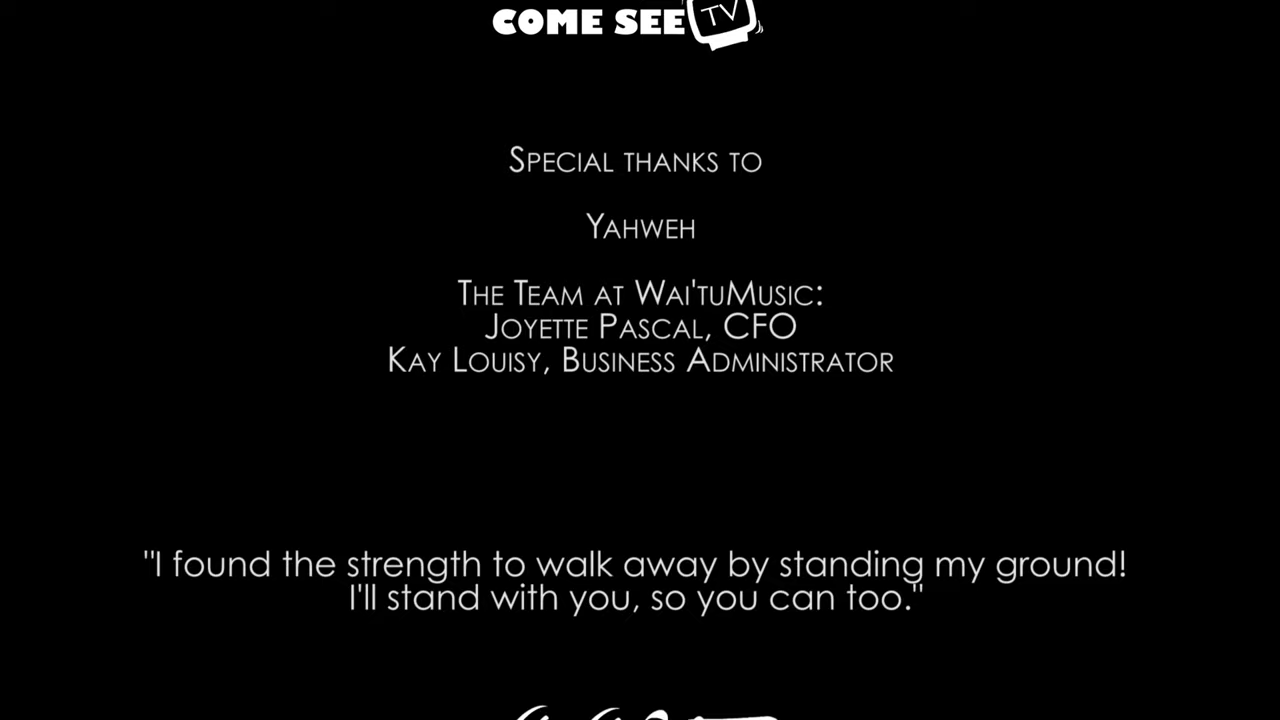 COME SEE TV
SPECIAL THANKS TO
YAHWEH
THE TEAM AT WAI'TUMUSIC:
JOYETTE PASCAL, CFO
KAY LOUISY, BUSINESS ADMINISTRATOR
"I found the strength to walk away by standing my ground!
I'll stand with you, so you can too."